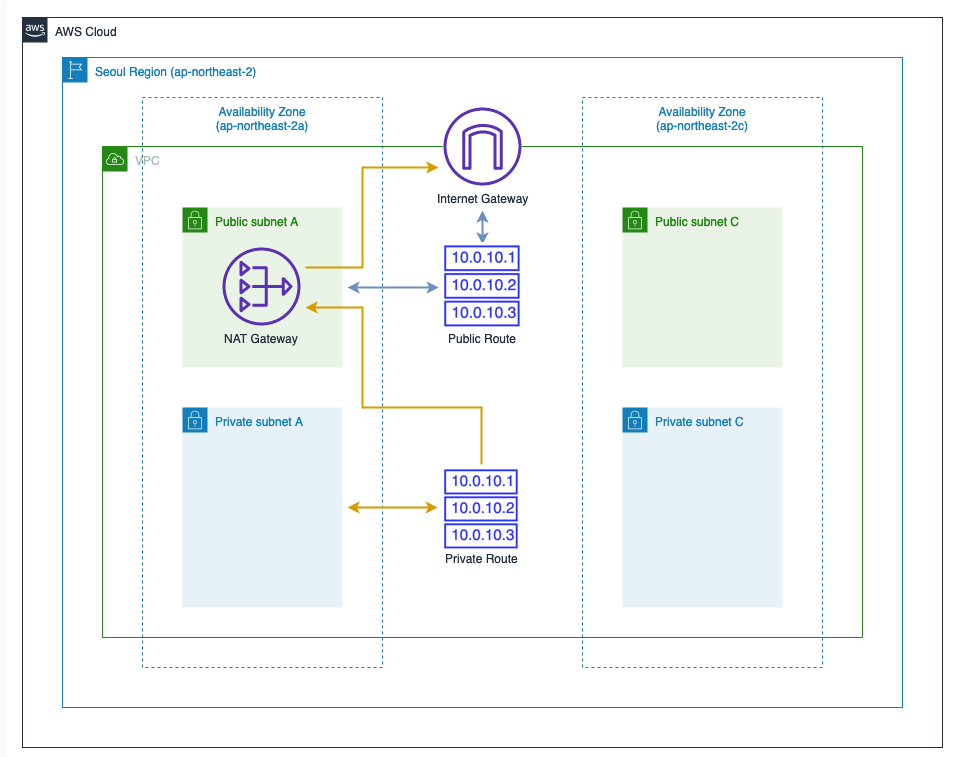 aws
AWS Cloud
Seoul Region (ap-northeast-2)
Availability Zone
(ap-northeast-2a)
Availability Zone
(ap-northeast-2c)
VPC
Internet Gateway
Public subnet A
Public subnet C
10.0.10.1
10.0.10.2
10.0.10.3
NAT Gateway
Public Route
Private subnet A
Private subnet C
10.0.10.1
10.0.10.2
10.0.10.3
Private Route